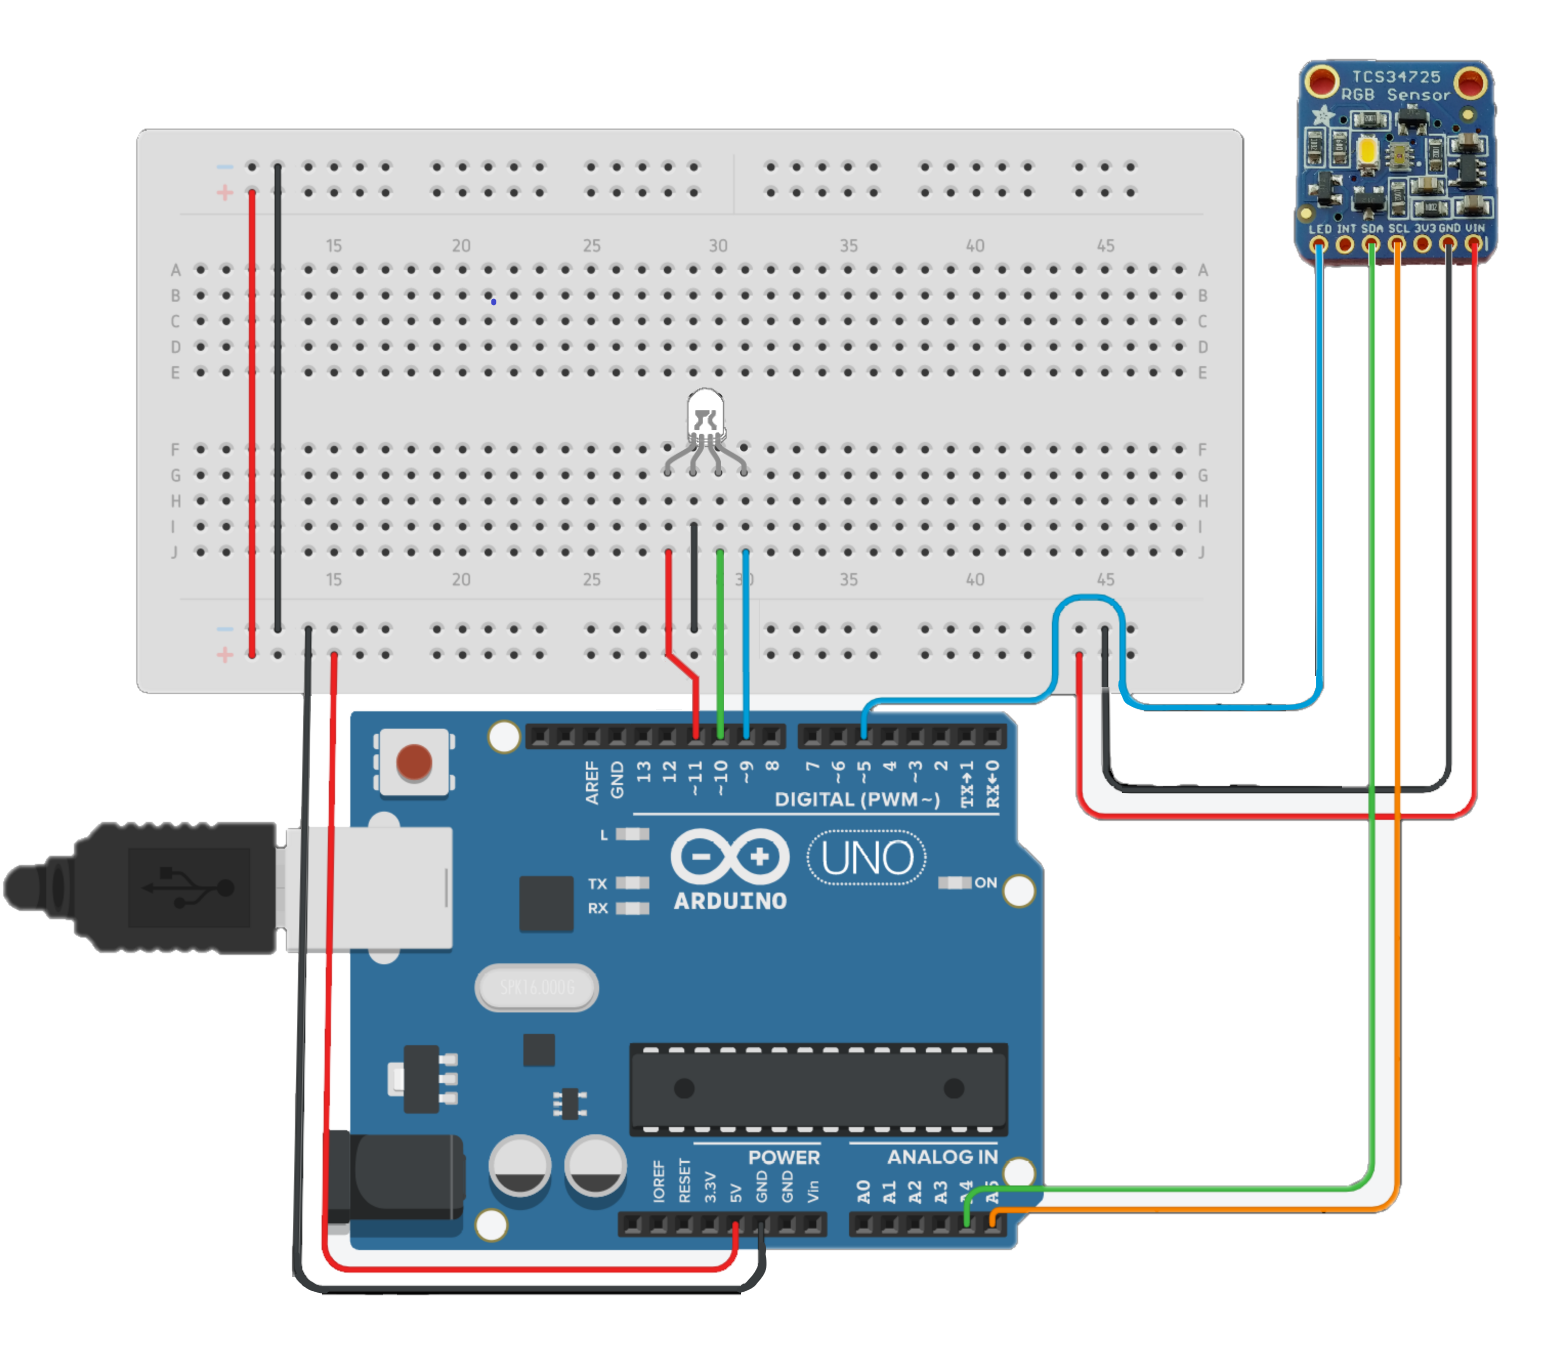 TCS34725
RGB Sensor
LED INT SDA SCL 3V3 GND VIN
−
+
15 20 25 30 35 40 45
A A
B B
C C
D D
E E
F F
G G
H H
I I
J J
15 20 25 30 35 40 45
−
+
AREF GND 13 12 ~11 ~10 ~9 8 7 ~6 ~5 4 ~3 2 TX→1 RX←0
DIGITAL (PWM~)
L
TX
RX
UNO
ARDUINO
ON
SPK16.000G
POWER
ANALOG IN
IOREF RESET 3.3V 5V GND GND Vin A0 A1 A2 A3 A4 A5